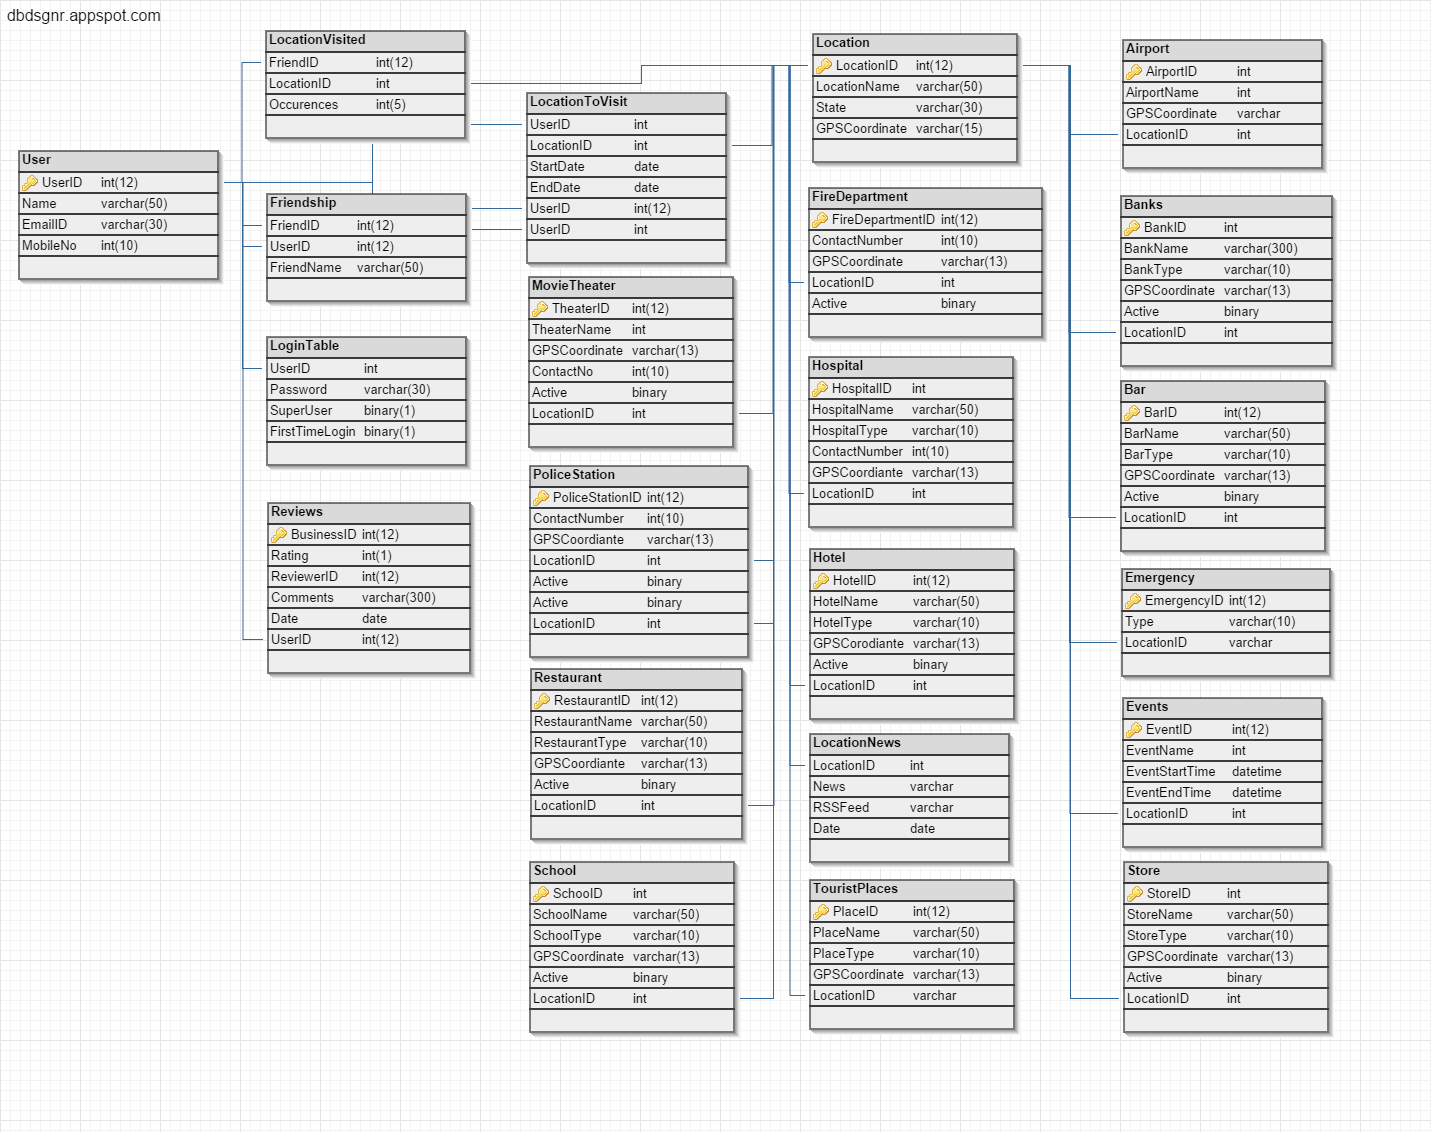 dbdsgnr.appspot.com
LocationVisited
FriendID int(12)
LocationID int
Occurences int(5)
User
UserID int(12)
Name varchar(50)
EmailID varchar(30)
MobileNo int(10)
Friendship
FriendID int(12)
UserID int(12)
FriendName varchar(50)
LoginTable
UserID int
Password varchar(30)
SuperUser binary(1)
FirstTimeLogin binary(1)
Reviews
BusinessID int(12)
Rating int(1)
ReviewerID int(12)
Comments varchar(300)
Date date
UserID int(12)
LocationToVisit
UserID int
LocationID int
StartDate date
EndDate date
UserID int(12)
UserID int
MovieTheater
TheaterID int(12)
TheaterName int
GPSCoordinate varchar(13)
ContactNo int(10)
Active binary
LocationID int
PoliceStation
PoliceStationID int(12)
ContactNumber int(10)
GPSCoordiante varchar(13)
LocationID int
Active binary
Active binary
LocationID int
Restaurant
RestaurantID int(12)
RestaurantName varchar(50)
RestaurantType varchar(10)
GPSCoordiante varchar(13)
Active binary
LocationID int
School
SchooID int
SchoolName varchar(50)
SchoolType varchar(10)
GPSCoordinate varchar(13)
Active binary
LocationID int
Location
LocationID int(12)
LocationName varchar(50)
State varchar(30)
GPSCoordinate varchar(15)
FireDepartment
FireDepartmentID int(12)
ContactNumber int(10)
GPSCoordinate varchar(13)
LocationID int
Active binary
Hospital
HospitalID int
HospitalName varchar(50)
HospitalType varchar(10)
ContactNumber int(10)
GPSCoordiante varchar(13)
LocationID int
Hotel
HotelID int(12)
HotelName varchar(50)
HotelType varchar(10)
GPSCorodiante varchar(13)
Active binary
LocationID int
LocationNews
LocationID int
News varchar
RSSFeed varchar
Date date
TouristPlaces
PlaceID int(12)
PlaceName varchar(50)
PlaceType varchar(10)
GPSCoordinate varchar(13)
LocationID varchar
Airport
AirportID int
AirportName int
GPSCoordinate varchar
LocationID int
Banks
BankID int
BankName varchar(300)
BankType varchar(10)
GPSCoordinate varchar(13)
Active binary
LocationID int
Bar
BarID int(12)
BarName varchar(50)
BarType varchar(10)
GPSCoordinate varchar(13)
Active binary
LocationID int
Emergency
EmergencyID int(12)
Type varchar(10)
LocationID varchar
Events
EventID int(12)
EventName int
EventStartTime datetime
EventEndTime datetime
LocationID int
Store
StoreID int
StoreName varchar(50)
StoreType varchar(10)
GPSCoordinate varchar(13)
Active binary
LocationID int